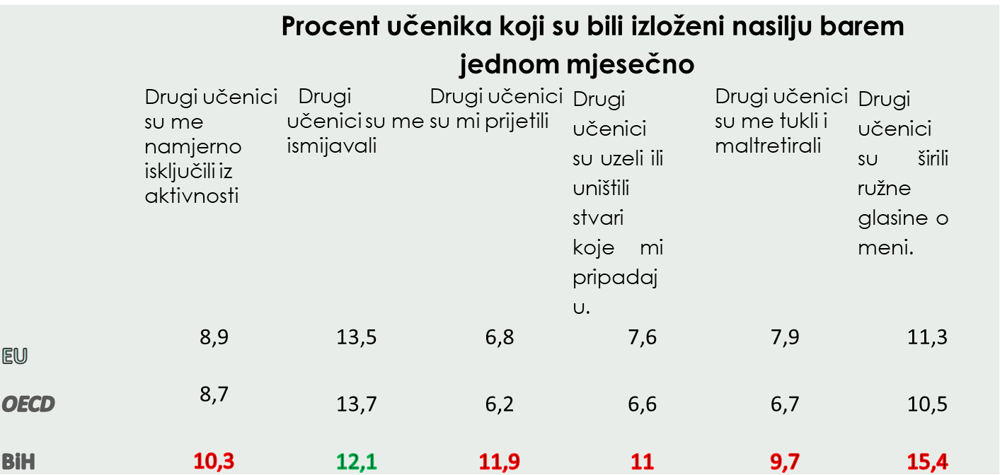 Procent učenika koji su bili izloženi nasilju barem
jednom mjesečno
Drugi učenici
su me
namjerno
isključili iz
aktivnosti
Drugi
učenici su me
ismijavali
Drugi učenici
su mi prijetili
Drugi
učenici
su uzeli ili
uništili
stvari
koje mi
pripadaj
u.
Drugi učenici
su me tukli i
maltretirali
Drugi
učenici
su širili
ružne
glasine o
meni.
EU 8,9 13,5 6,8 7,6 7,9 11,3
OECD 8,7 13,7 6,2 6,6 6,7 10,5
BiH 10,3 12,1 11,9 11 9,7 15,4